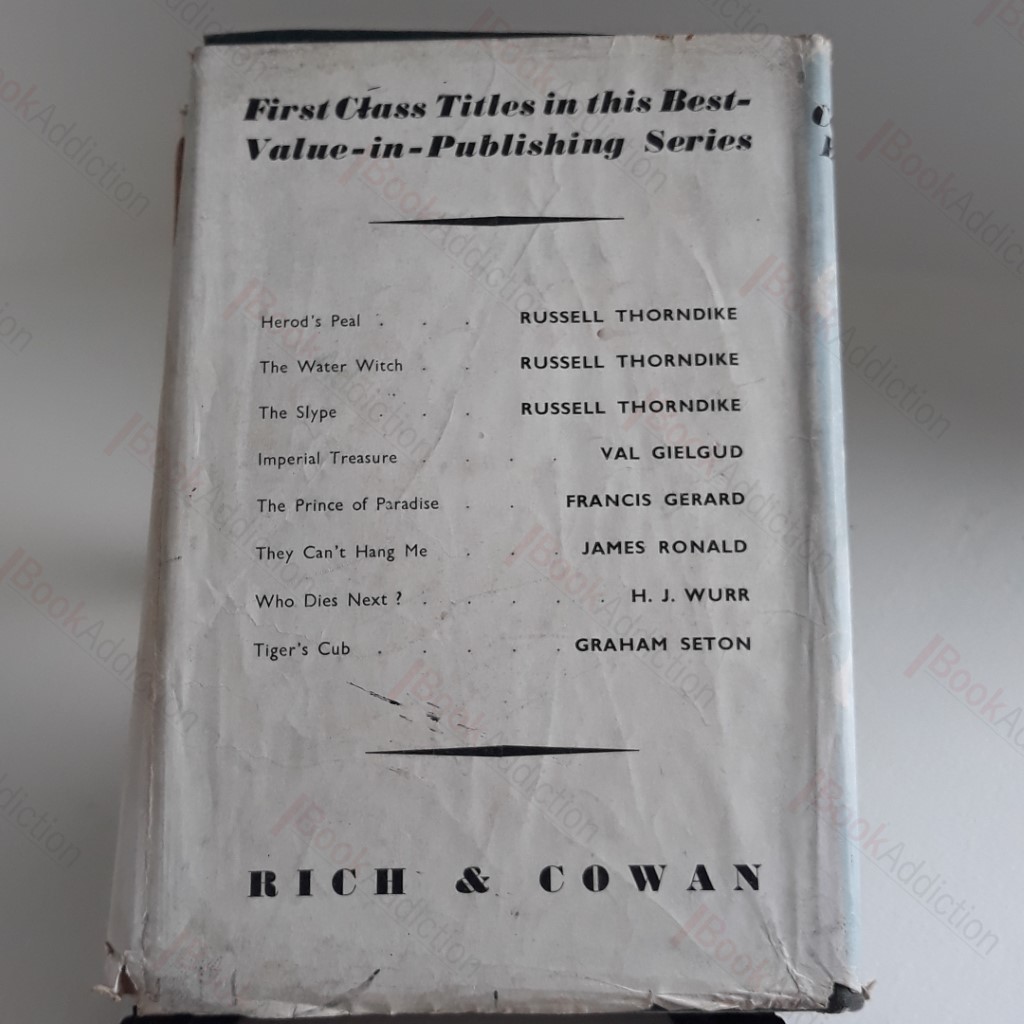 First Class Titles in this Best-
Value-in-Publishing Series
Herod's Peal . . . RUSSELL THORNDIKE
The Water Witch . . RUSSELL THORNDIKE
The Slype . . . RUSSELL THORNDIKE
Imperial Treasure . . . . VAL GIELGUD
The Prince of Paradise . . FRANCIS GERARD
They Can't Hang Me . . . JAMES RONALD
Who Dies Next ? . . . . . H. J. WURR
Tiger's Cub . . . . . GRAHAM SETON
RICH & COWAN
BookAddiction